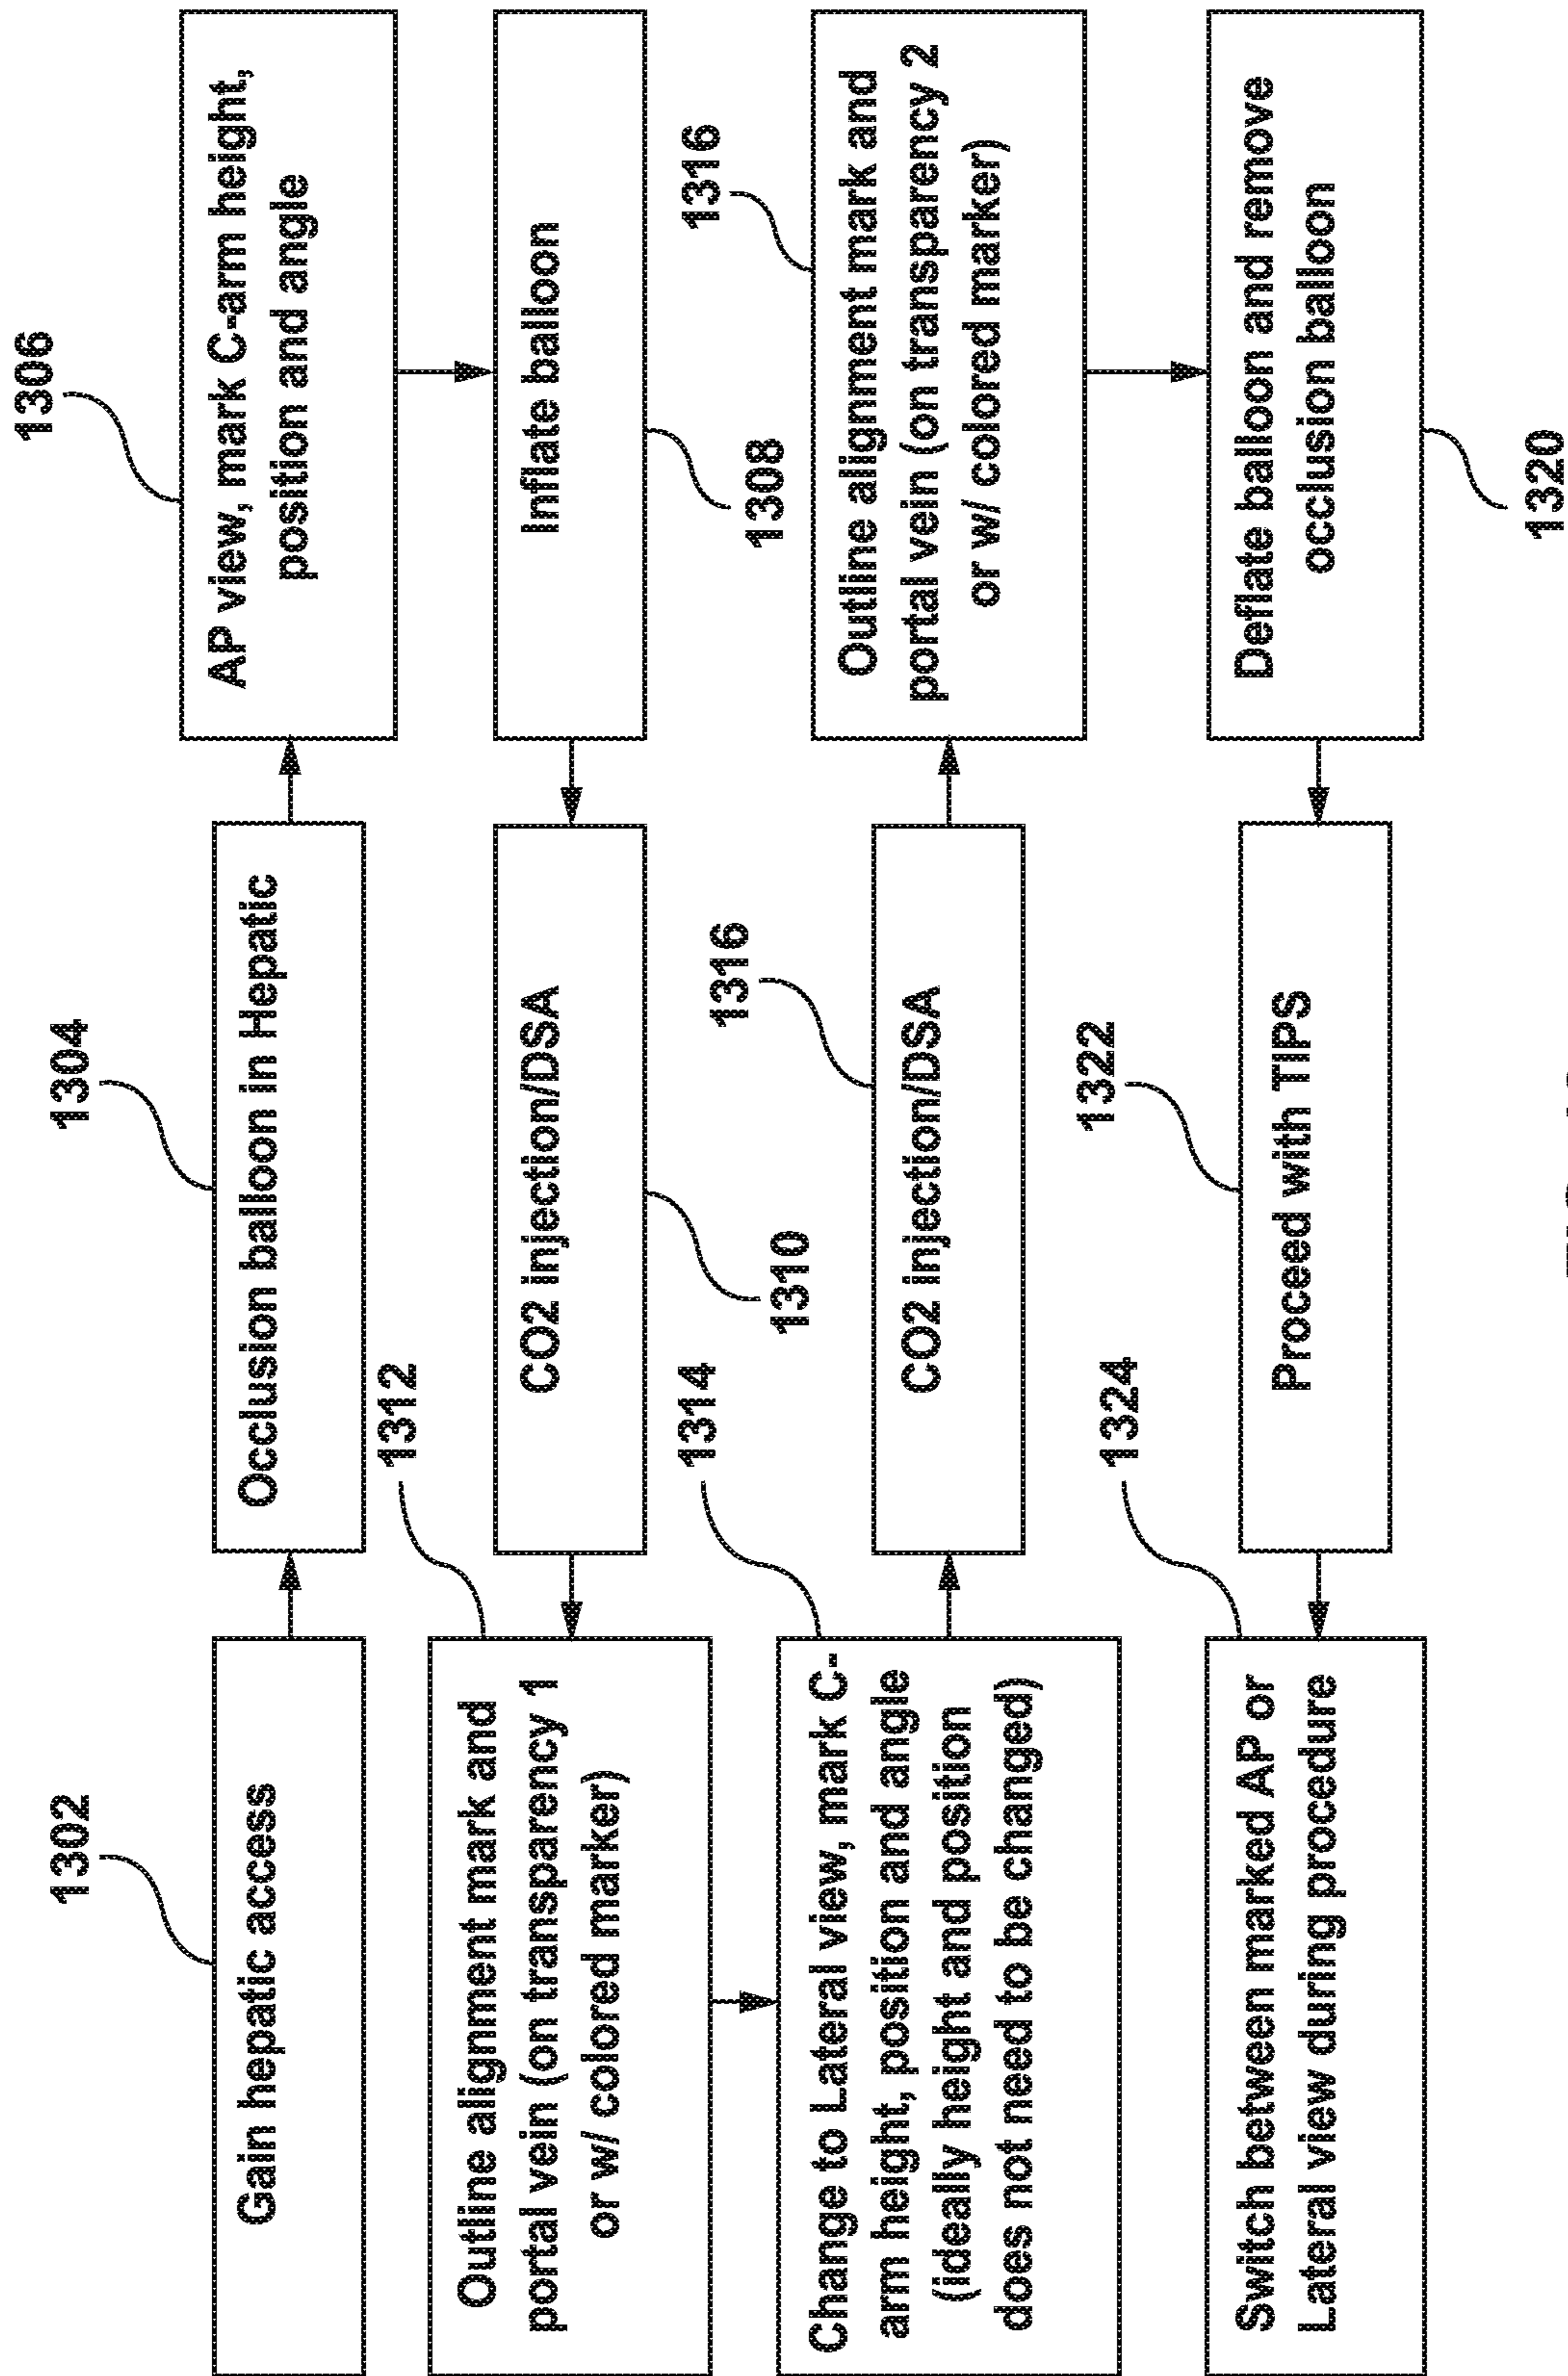 1302
1304
1306
Gain hepatic access
Occlusion balloon in Hepatic
AP view, mark C-arm height,
position and angle
1312
Outline alignment mark and
portal vein (on transparency 1
or w/ colored marker)
CO2 injection/DSA
1310
Inflate balloon
1308
1314
Change to Lateral view, mark C-
arm height, position and angle
(ideally height and position
does not need to be changed)
1316
CO2 injection/DSA
1316
Outline alignment mark and
portal vein (on transparency 2
or w/ colored marker)
1324
Switch between marked AP or
Lateral view during procedure
1322
Proceed with TIPS
Deflate balloon and remove
occlusion balloon
1320